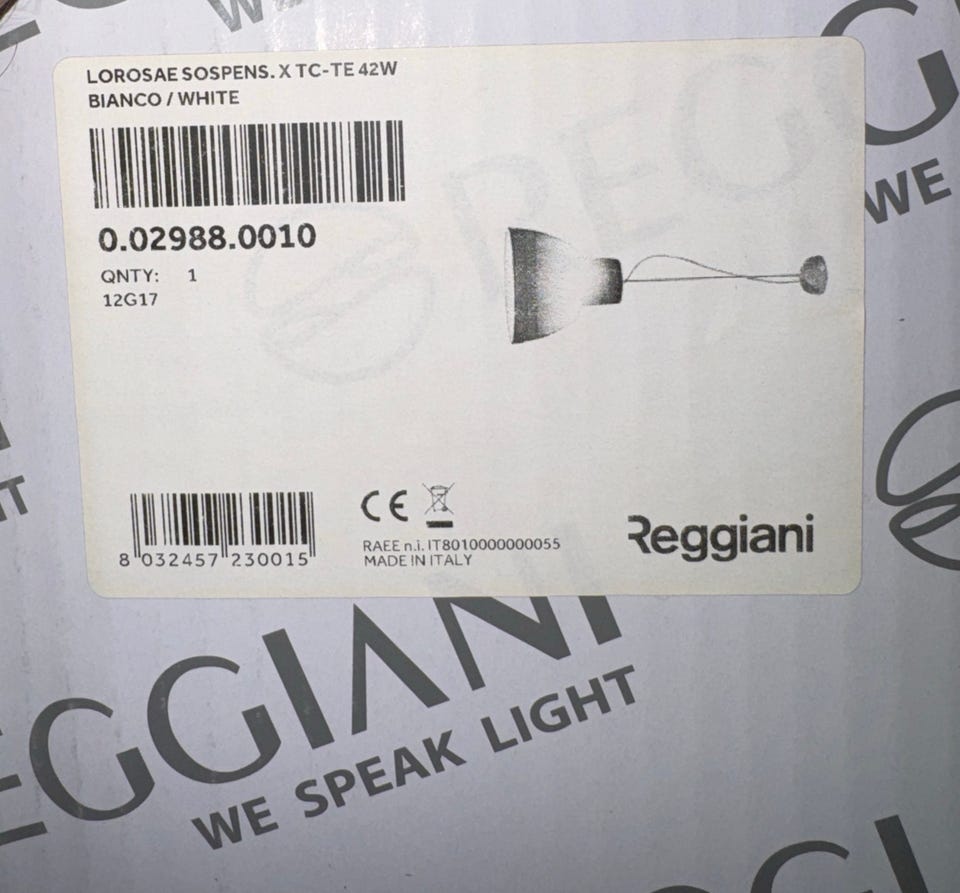 LOROSAE SOSPENS. X TC-TE 42W
BIANCO / WHITE
0.02988.0010
QNTY: 1
12G17
8 032457 230015
CE
RAEE n.i. IT8010000000055
MADE IN ITALY
Reggiani
WE
EGGIANI
WE SPEAK LIGHT